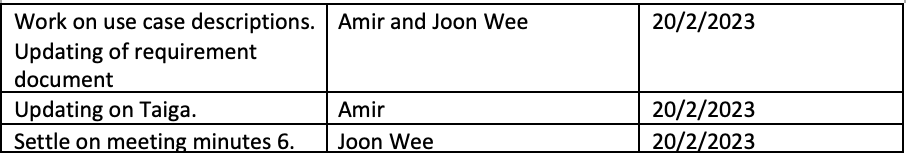 Work on use case descriptions. Amir and Joon Wee 20/2/2023
Updating of requirement
document
Updating on Taiga. Amir 20/2/2023
Settle on meeting minutes 6. Joon Wee 20/2/2023